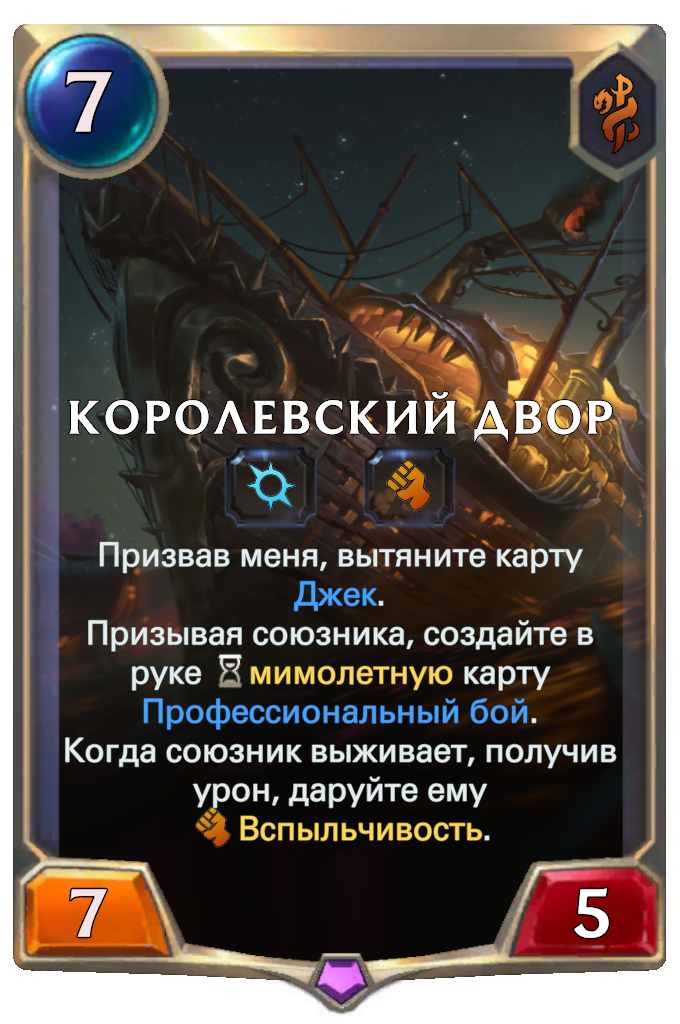 7
КОРОЛЕВСКИЙ ДВОР
Призвав меня, вытяните карту
Джек.
Призывая союзника, создайте в
руке мимолетную карту
Профессиональный бой.
Когда союзник выживает, получив
урон, даруйте ему
Вспыльчивость.
7
5